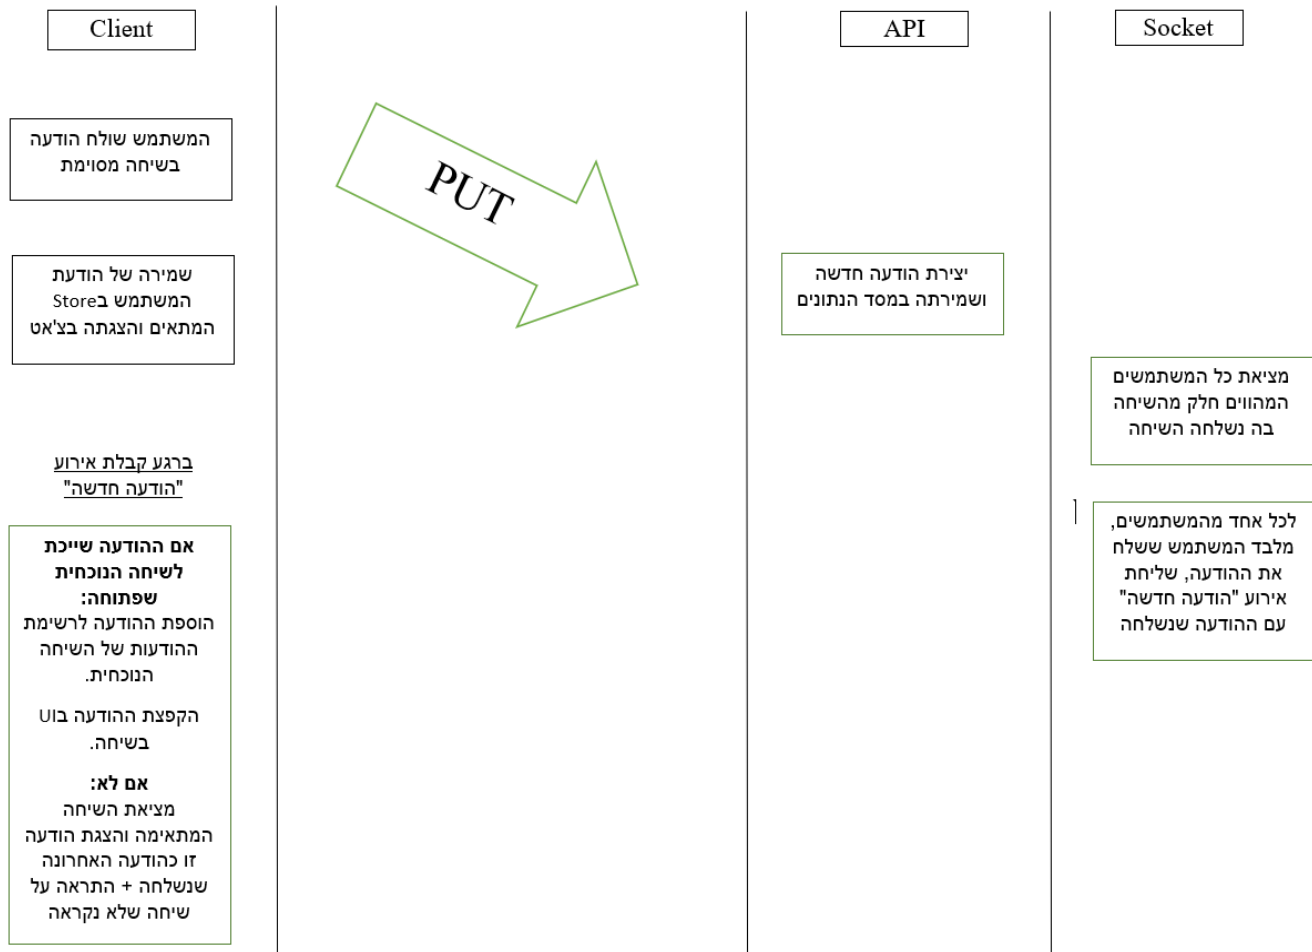 Client
API
Socket
המשתמש שולח הודעה
בשיחה מסוימת
PUT
שמירה של הודעת
המשתמש בStore
המתאים והצגתה בצ'אט
יצירת הודעה חדשה
ושמירתה במסד הנתונים
מציאת כל המשתמשים
המהווים חלק מהשיחה
בה נשלחה השיחה
ברגע קבלת אירוע
"הודעה חדשה"
לכל אחד מהמשתמשים,
מלבד המשתמש ששלח
את ההודעה, שליחת
אירוע "הודעה חדשה"
עם ההודעה שנשלחה
אם ההודעה שייכת
לשיחה הנוכחית
שפתוחה:
הוספת ההודעה לרשימת
ההודעות של השיחה
הנוכחית.
הקפצת ההודעה בUI
בשיחה.
אם לא:
מציאת השיחה
המתאימה והצגת הודעה
זו כהודעה האחרונה
שנשלחה + התראה על
שיחה שלא נקראה